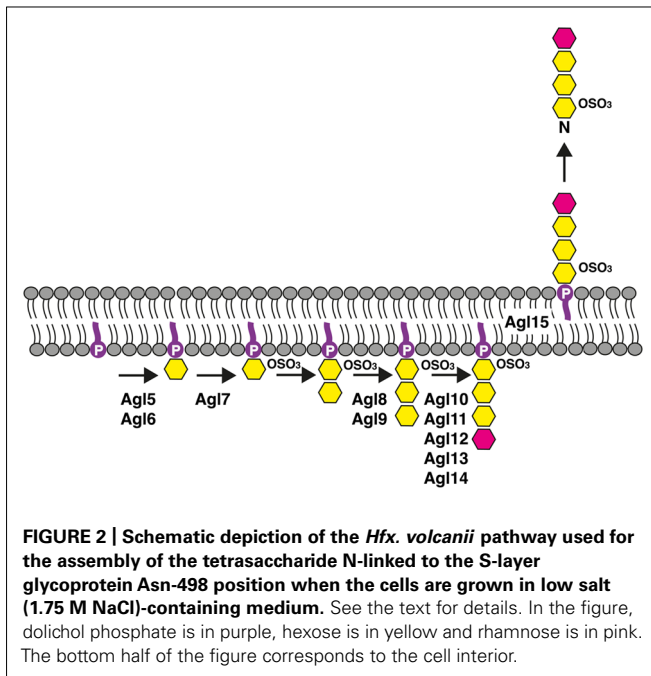 OSO3
N
OSO3
P
Agl15
P
P
P
P
P
P
OSO3
OSO3
OSO3
OSO3
Agl5
Agl6
Agl7
Agl8
Agl9
Agl10
Agl11
Agl12
Agl13
Agl14
FIGURE 2 | Schematic depiction of the Hfx. volcanii pathway used for
the assembly of the tetrasaccharide N-linked to the S-layer
glycoprotein Asn-498 position when the cells are grown in low salt
(1.75 M NaCl)-containing medium. See the text for details. In the figure,
dolichol phosphate is in purple, hexose is in yellow and rhamnose is in pink.
The bottom half of the figure corresponds to the cell interior.